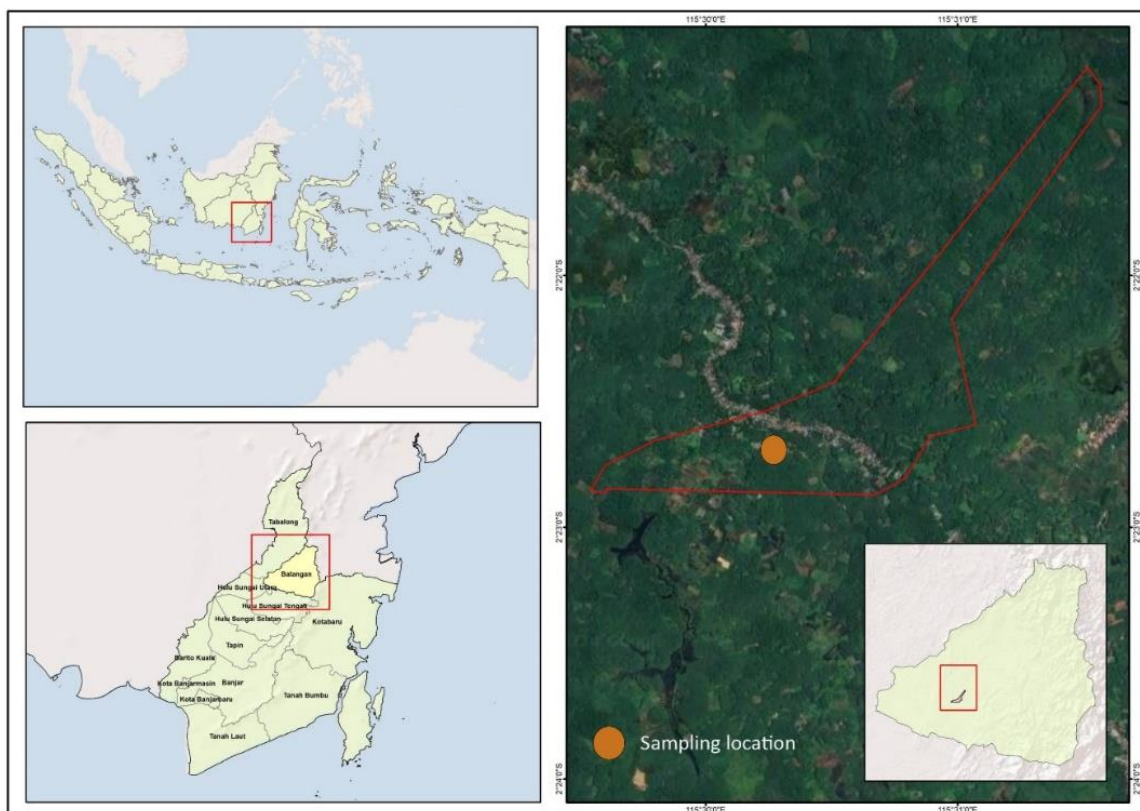 115°30'0"E
115°31'0"E
2°22'0"S
2°22'0"S
2°23'0"S
2°23'0"S
2°24'0"S
2°24'0"S
115°30'0"E
115°31'0"E
Sampling location
Tabalong
Balangan
Hulu Sungai Utara
Hulu Sungai Tengah
Hulu Sungai Selatan
Kotabaru
Tapin
Barito Kuala
Kota Banjarmasin
Banjar
Kota Banjarbaru
Tanah Bumbu
Tanah Laut